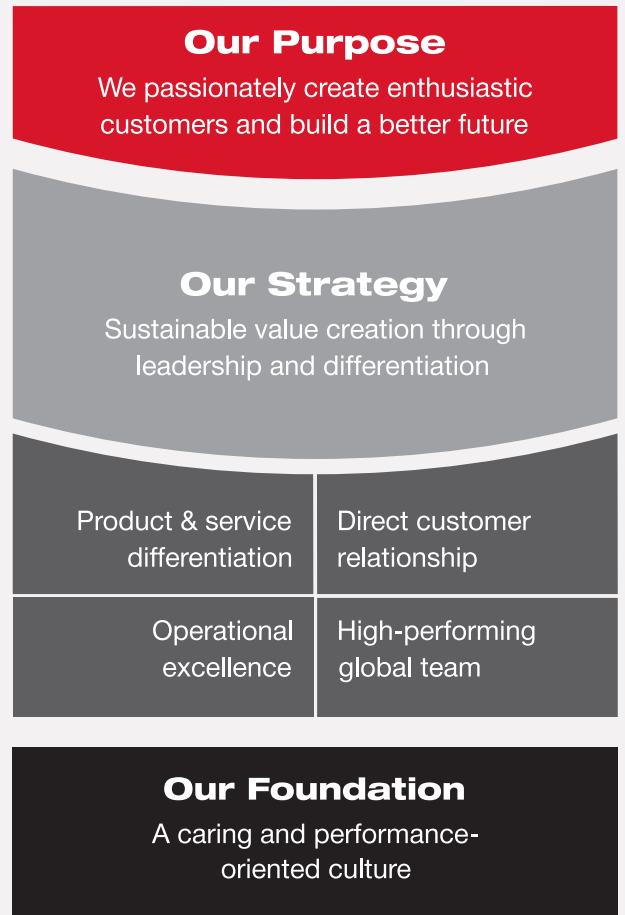 Our Purpose
We passionately create enthusiastic
customers and build a better future
Our Strategy
Sustainable value creation through
leadership and differentiation
Product & service
differentiation
Direct customer
relationship
Operational
excellence
High-performing
global team
Our Foundation
A caring and performance-
oriented culture